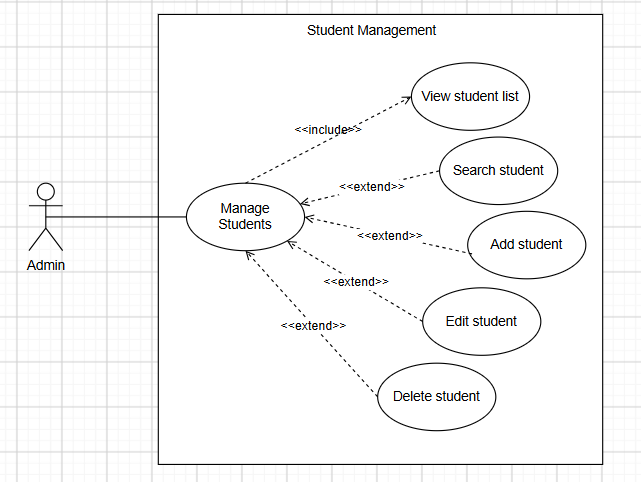 Student Management
View student list
<<include>>
Search student
<<extend>>
Manage
Students
Add student
<<extend>>
Admin
<<extend>>
Edit student
<<extend>>
Delete student